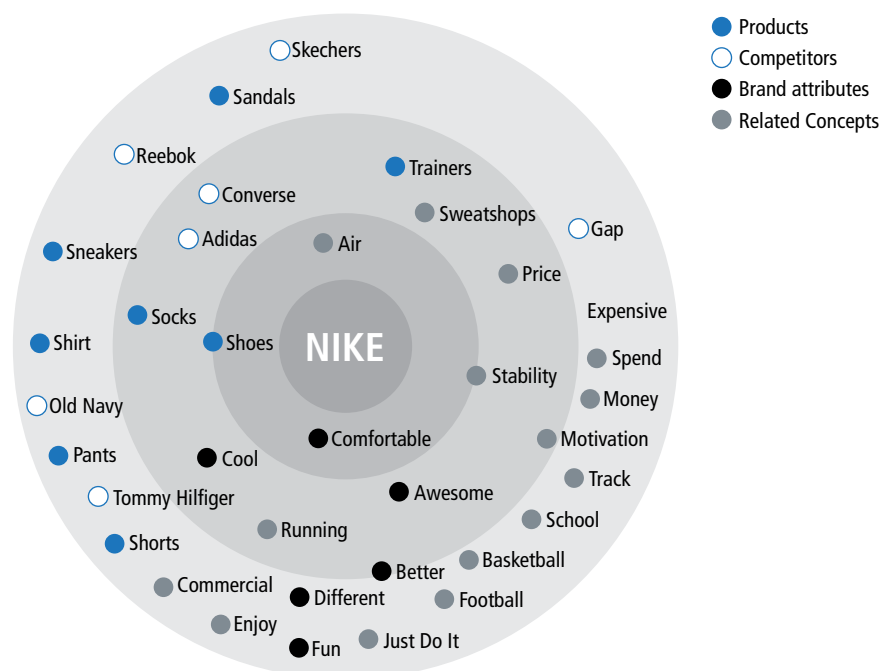 Skechers
Products
Competitors
Brand attributes
Related Concepts
Sandals
Reebok
Trainers
Converse
Sweatshops
Gap
Adidas
Air
Sneakers
Price
Expensive
Socks
Shirt
Shoes
NIKE
Spend
Stability
Money
Old Navy
Comfortable
Motivation
Pants
Cool
Track
Tommy Hilfiger
Awesome
School
Shorts
Running
Basketball
Commercial
Better
Different
Football
Enjoy
Fun
Just Do It